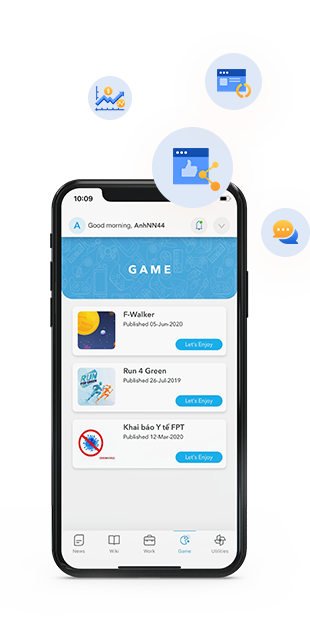 10:09
A
Good morning, AnhNN44
GAME
F-Walker
Published 05-Jun-2020
Let's Enjoy
RUN
Run 4 Green
Published 26-Jul-2019
Let's Enjoy
Khai báo Y tế FPT
Published 12-Mar-2020
Let's Enjoy
News
Wiki
Work
Game
Utilities